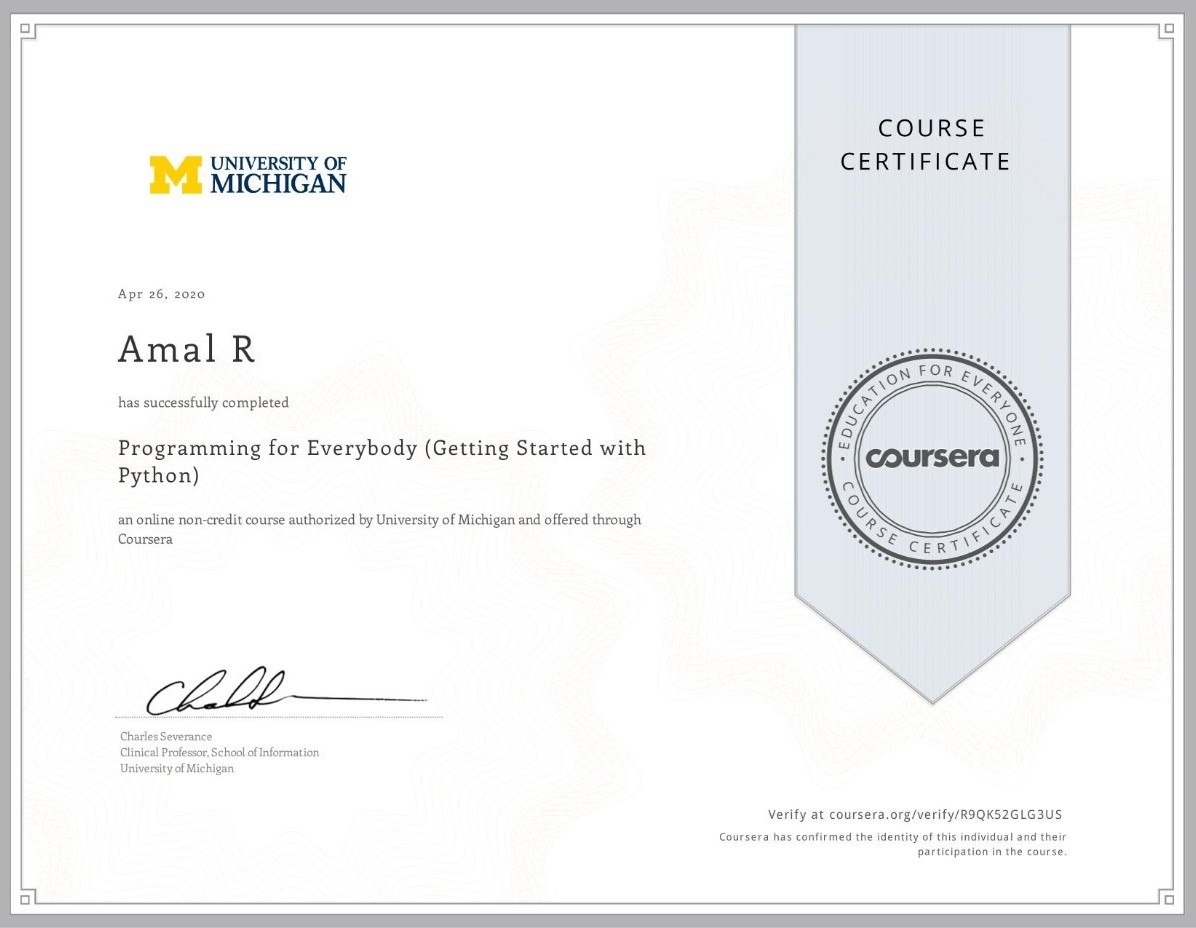 COURSE
CERTIFICATE
UNIVERSITY OF
MICHIGAN
Apr 26, 2020
Amal R
has successfully completed
Programming for Everybody (Getting Started with
Python)
an online non-credit course authorized by University of Michigan and offered through
Coursera
EDUCATION FOR EVERYONE
coursera
COURSE CERTIFICATE
Charles Severance
Clinical Professor, School of Information
University of Michigan
Verify at coursera.org/verify/R9QK52GLG3US
Coursera has confirmed the identity of this individual and their
participation in the course.